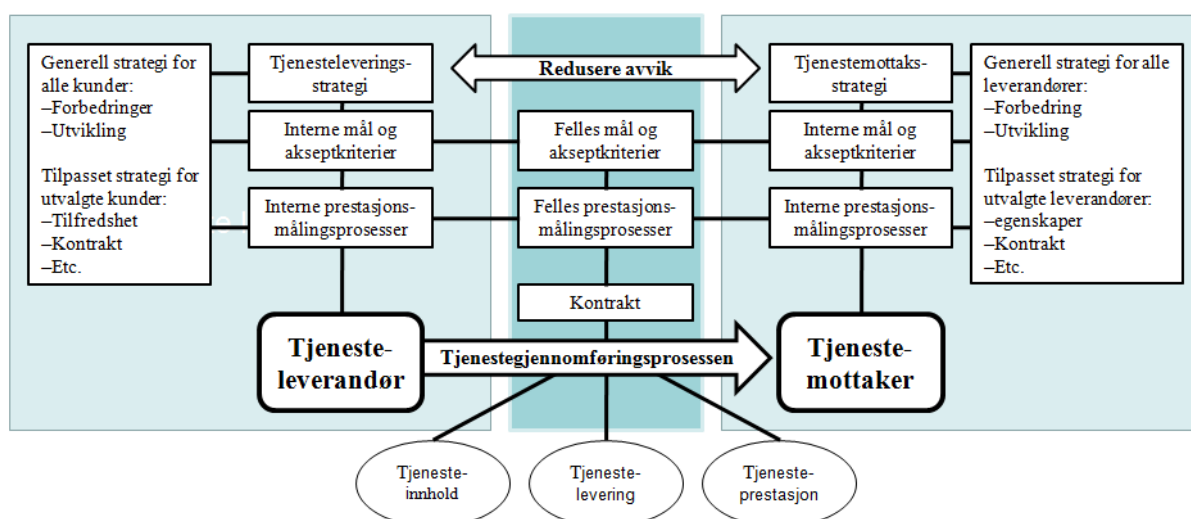 Generell strategi for
alle kunder:
–Forbedringer
–Utvikling
Tilpasset strategi for
utvalgte kunder:
–Tilfredshet
–Kontrakt
–Etc.
Tjenesteleverings-
strategi
Interne mål og
akseptkriterier
Interne prestasjons-
målingsprosesser
Tjeneste-
leverandør
Redusere avvik
Felles mål og
akseptkriterier
Felles prestasjons-
målingsprosesser
Kontrakt
Tjenestegjennomføringsprosessen
Tjenestemottaks-
strategi
Interne mål og
akseptkriterier
Interne prestasjons-
målingsprosesser
Tjeneste-
mottaker
Generell strategi for alle
leverandører:
–Forbedring
–Utvikling
Tilpasset strategi for
utvalgte leverandører:
–egenskaper
–Kontrakt
–Etc.
Tjeneste-
innhold
Tjeneste-
levering
Tjeneste-
prestasjon